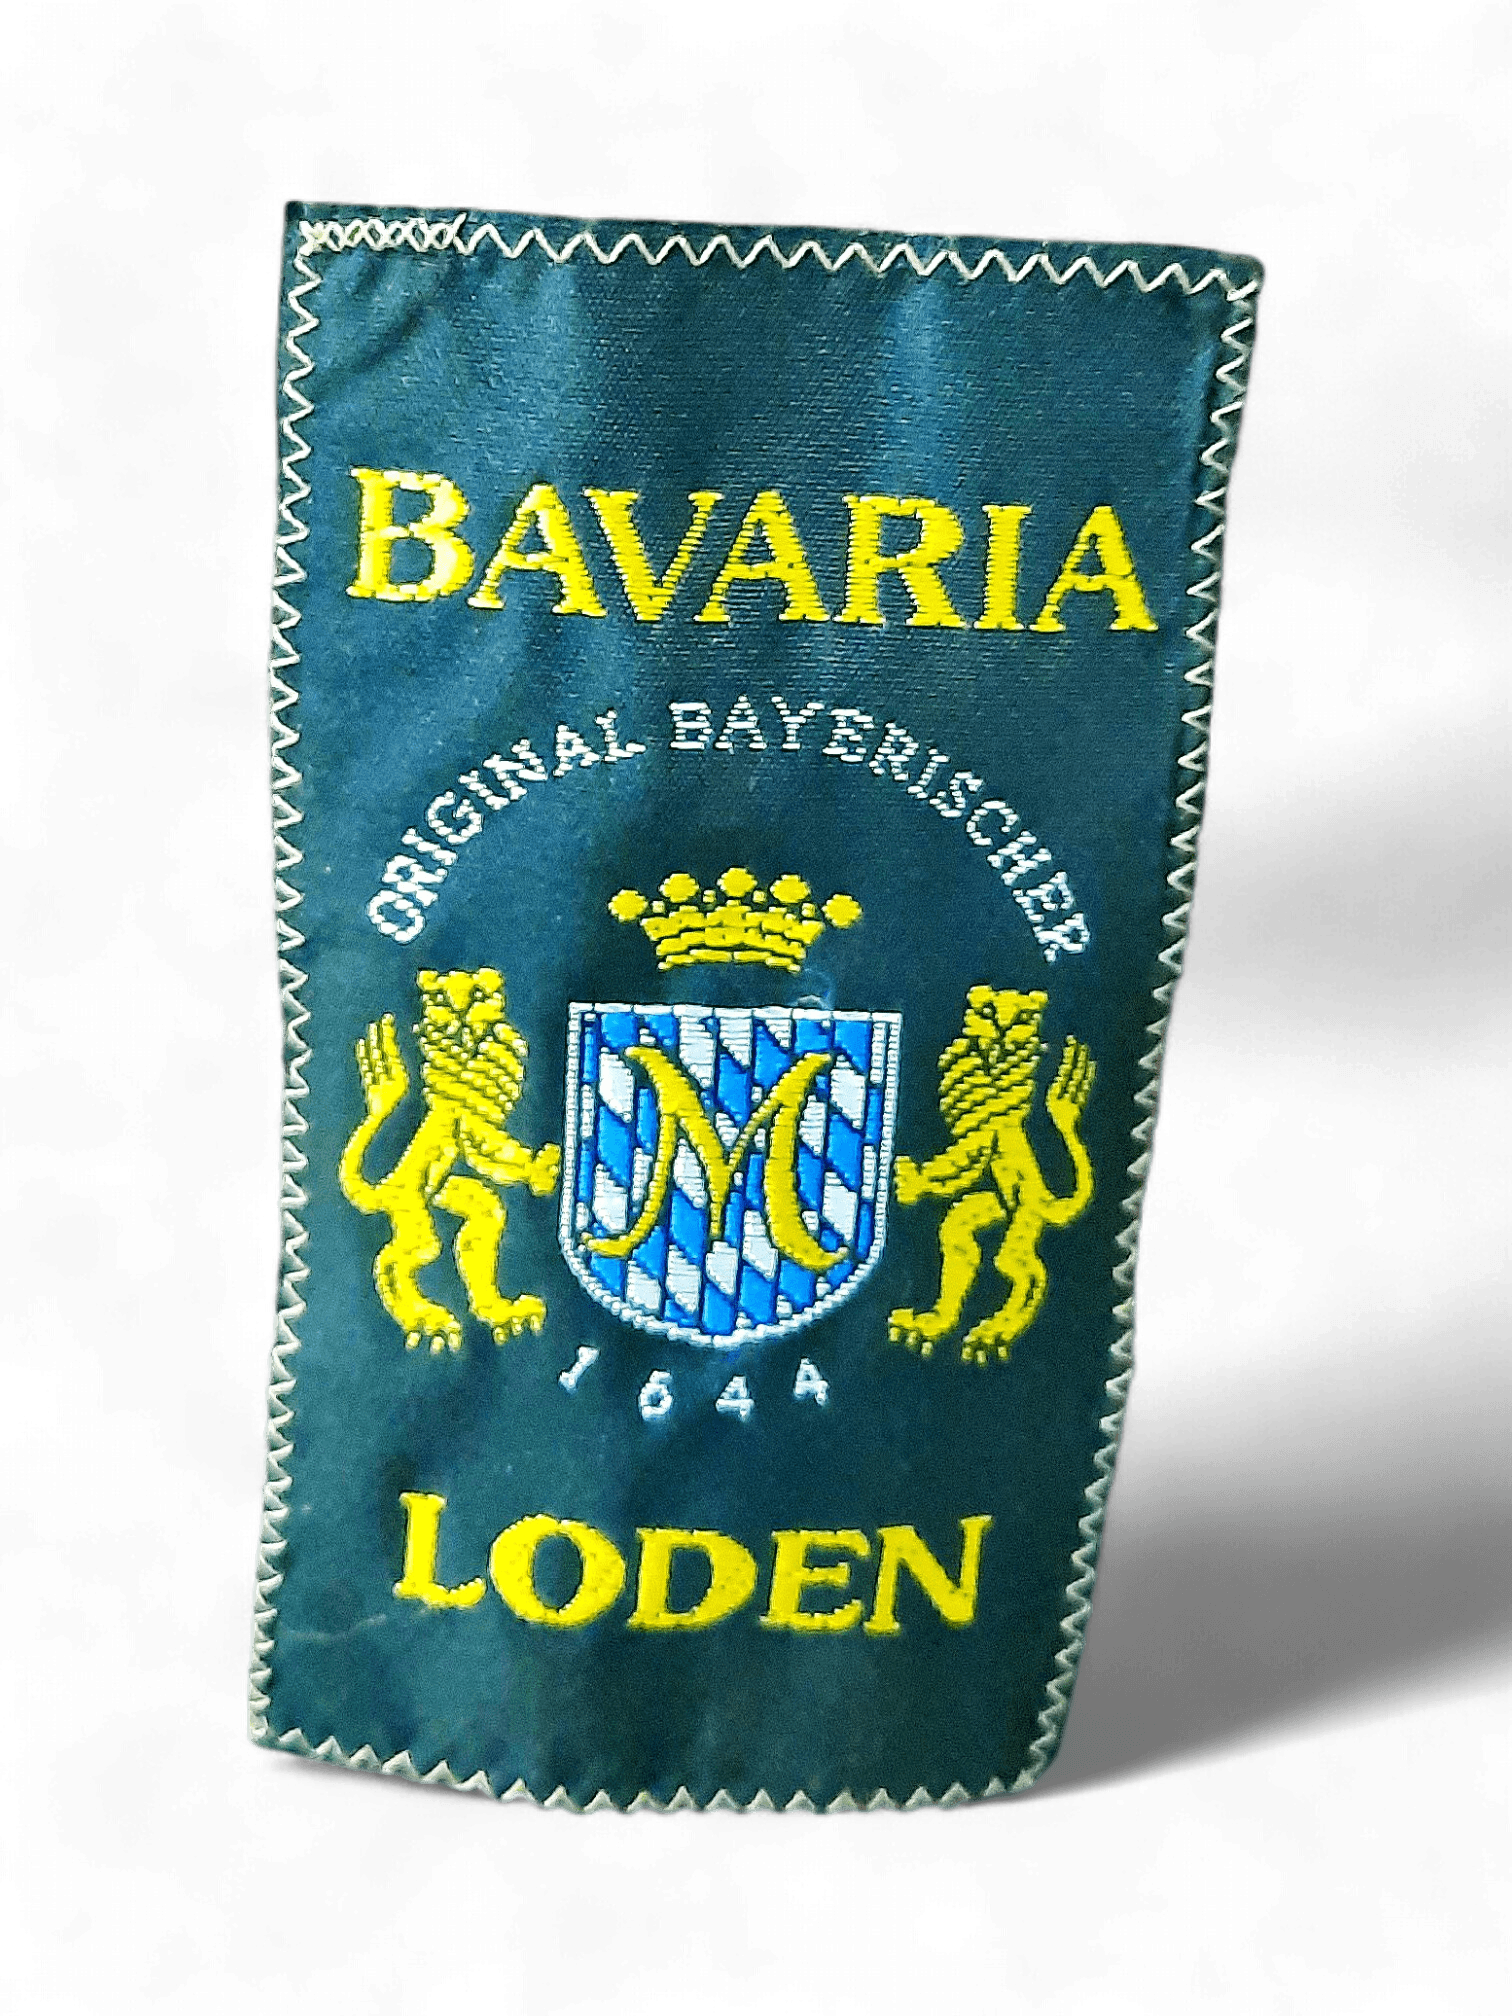 BAVARIA
ORIGINAL BAYERISCHER
M
1644
LODEN